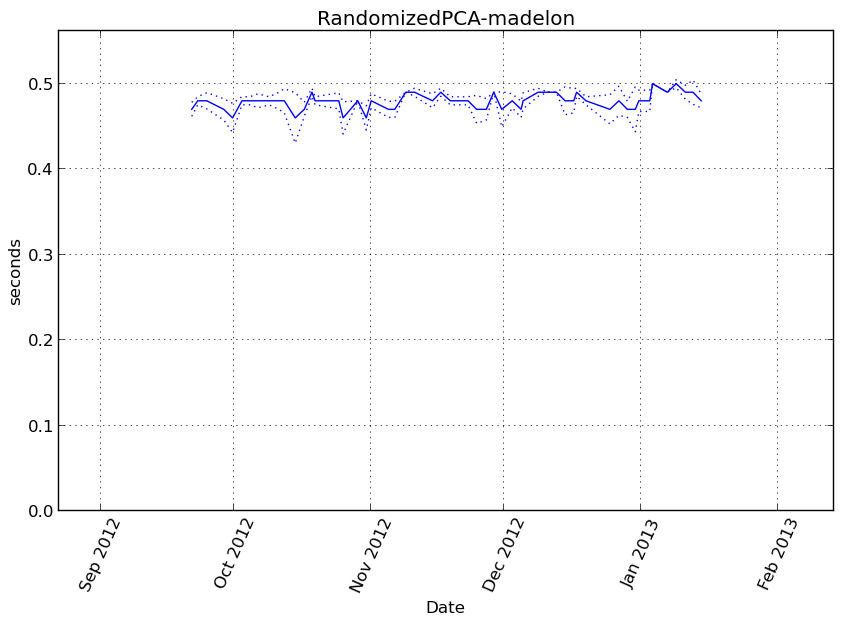 RandomizedPCA-madelon
0.5
0.4
0.3
0.2
0.1
0.0
seconds
Sep 2012
Oct 2012
Nov 2012
Dec 2012
Jan 2013
Feb 2013
Date